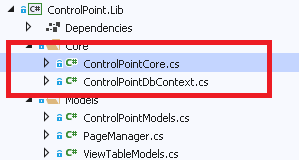 C# ControlPoint.Lib
Dependencies
Core
C# ControlPointCore.cs
C# ControlPointDbContext.cs
Models
C# ControlPointModels.cs
C# PageManager.cs
C# ViewTableModels.cs